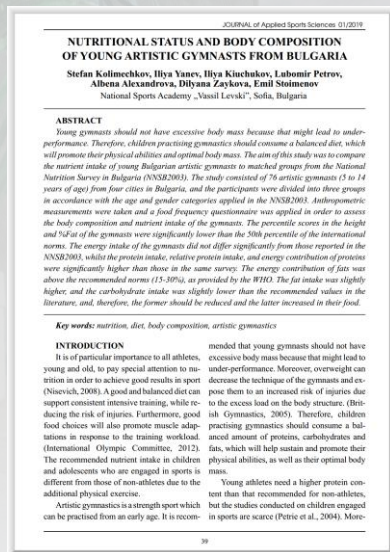 JOURNAL of Applied Sports Sciences 01/2019
NUTRITIONAL STATUS AND BODY COMPOSITION
OF YOUNG ARTISTIC GYMNASTS FROM BULGARIA
Stefan Kolimechkov, Iliya Yanev, Iliya Kiuchukov, Lubomir Petrov,
Albena Alexandrova, Dilyana Zaykova, Emil Stoimenov
National Sports Academy „Vassil Levski”, Sofia, Bulgaria
ABSTRACT
Young gymnasts should not have excessive body mass because that might lead to under-
performance. Therefore, children practising gymnastics should consume a balanced diet, which
will promote their physical abilities and optimal body mass. The aim of this study was to compare
the nutrient intake of young Bulgarian artistic gymnasts to matched groups from the National
Nutrition Survey in Bulgaria (NNSB2003). The study consisted of 76 artistic gymnasts (5 to 14
years of age) from four cities in Bulgaria, and the participants were divided into three groups
in accordance with the age and gender categories applied in the NNSB2003. Anthropometric
measurements were taken and a food frequency questionnaire was applied in order to assess
the body composition and nutrient intake of the gymnasts. The percentile scores in the height
and %Fat of the gymnasts were significantly lower than the 50th percentile of the international
norms. The energy intake of the gymnasts did not differ significantly from those reported in the
NNSB2003, whilst the protein intake, relative protein intake, and energy contribution of proteins
were significantly higher than those in the same survey. The energy contribution of fats was
above the recommended norms (15-30%), as provided by the WHO. The fat intake was slightly
higher, and the carbohydrate intake was slightly lower than the recommended values in the
literature, and, therefore, the former should be reduced and the latter increased in their food.
Key words: nutrition, diet, body composition, artistic gymnastics
INTRODUCTION
It is of particular importance to all athletes,
young and old, to pay special attention to nu-
trition in order to achieve good results in sport
(Nisevich, 2008). A good and balanced diet can
support consistent intensive training, while re-
ducing the risk of injuries. Furthermore, good
food choices will also promote muscle adap-
tations in response to the training workload.
(International Olympic Committee, 2012).
The recommended nutrient intake in children
and adolescents who are engaged in sports is
different from those of non-athletes due to the
additional physical exercise.
Artistic gymnastics is a strength sport which
can be practised from an early age. It is recom-
mended that young gymnasts should not have
excessive body mass because that might lead to
under-performance. Moreover, overweight can
decrease the technique of the gymnasts and ex-
pose them to an increased risk of injuries due
to the excess load on the body structure. (Brit-
ish Gymnastics, 2005). Therefore, children
practising gymnastics should consume a bal-
anced amount of proteins, carbohydrates and
fats, which will help sustain and promote their
physical abilities, as well as their optimal body
mass.
Young athletes need a higher protein con-
tent than that recommended for non-athletes,
but the studies conducted on children engaged
in sports are scarce (Petrie et al., 2004). More-
39